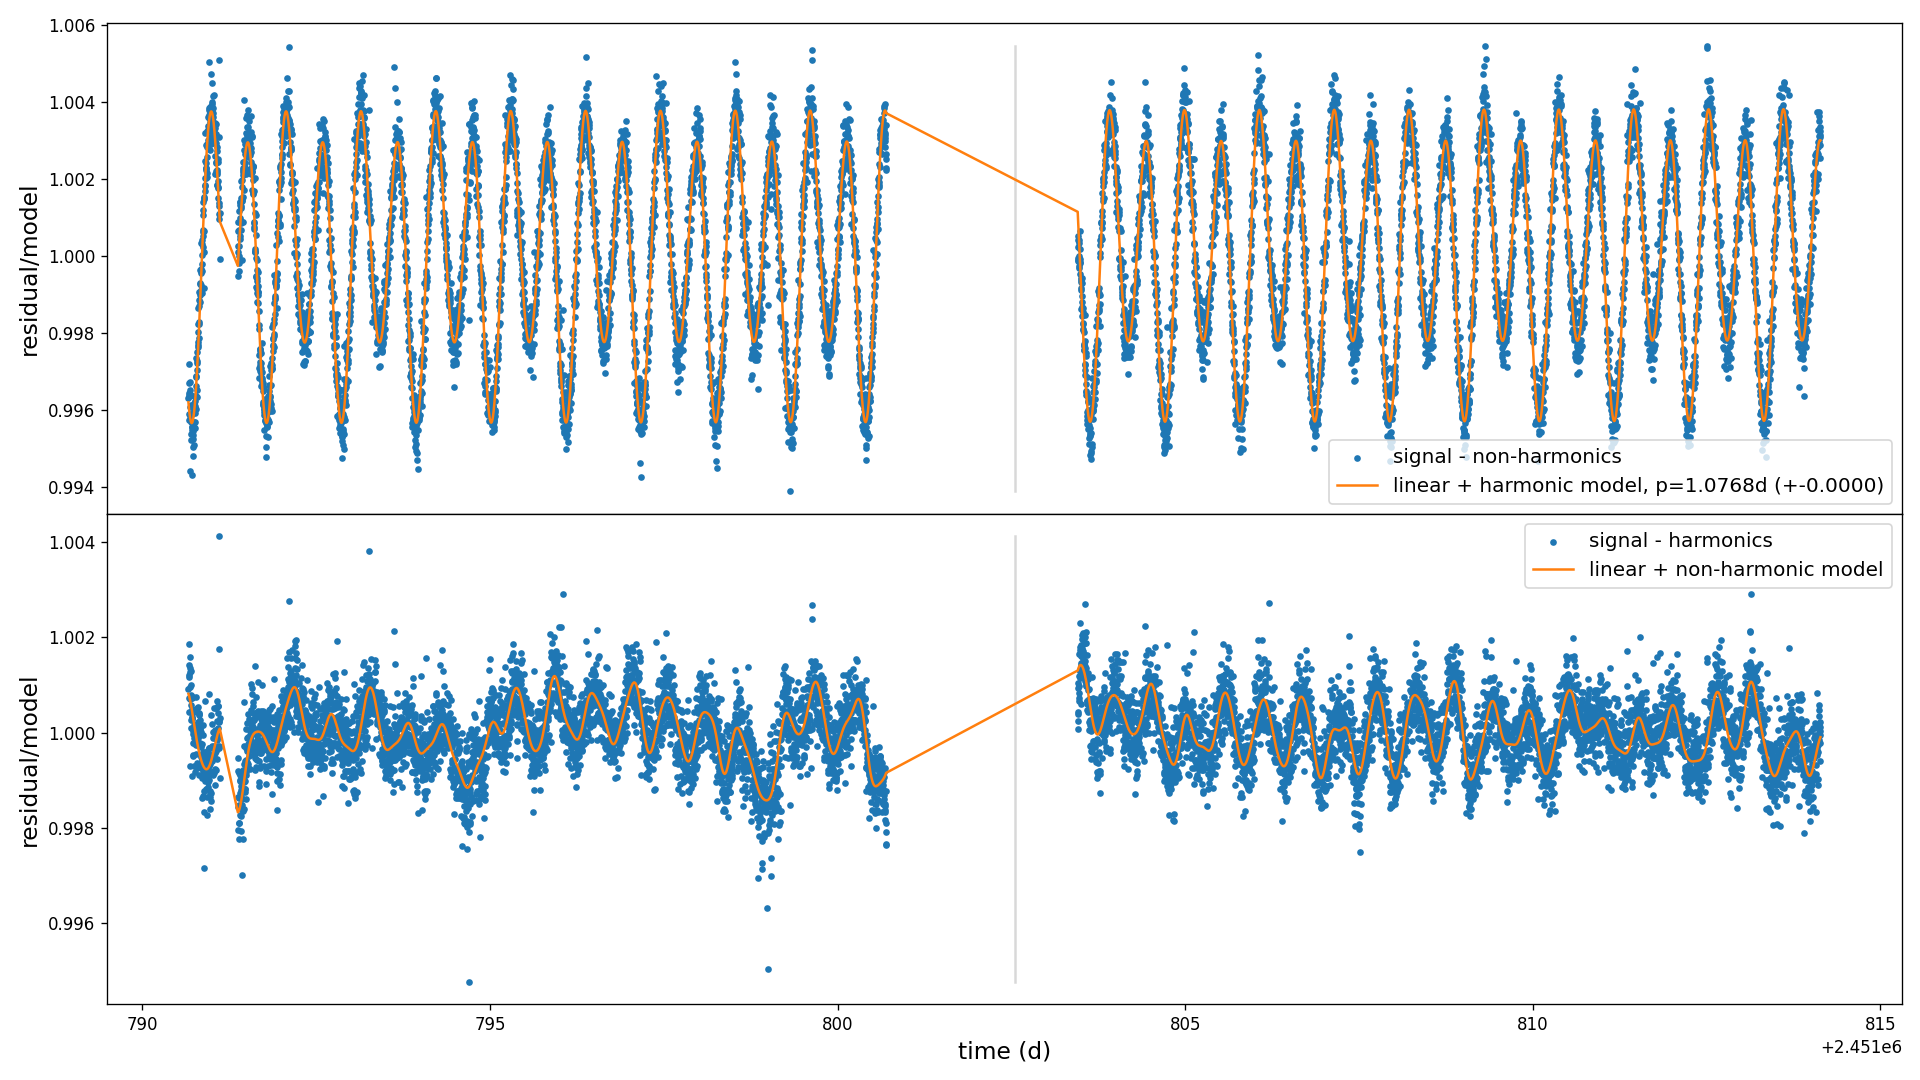 1.006
1.004
1.002
1.000
0.998
0.996
0.994
residual/model
signal - non-harmonics
linear + harmonic model, p=1.0768d (+-0.0000)
1.004
1.002
1.000
0.998
0.996
residual/model
signal - harmonics
linear + non-harmonic model
790
795
800
805
810
815
+2.451e6
time (d)